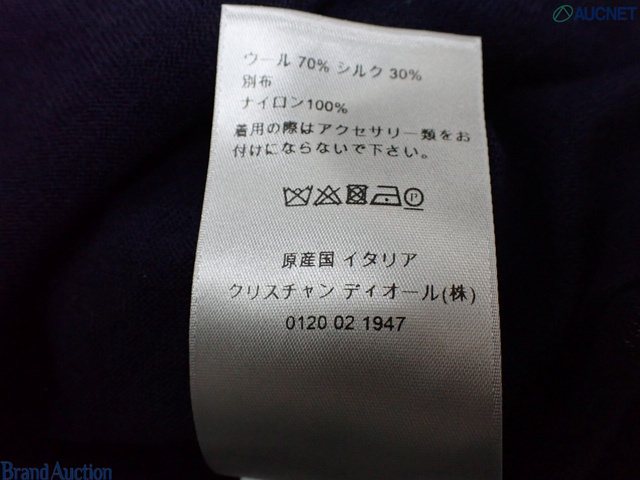 AUCNET
ウール 70% シルク 30%
別布
ナイロン100%
着用の際はアクセサリー類をお
付けにならないで下さい。
P
原産国 イタリア
クリスチャン ディオール(株)
0120 02 1947
Brand Auction